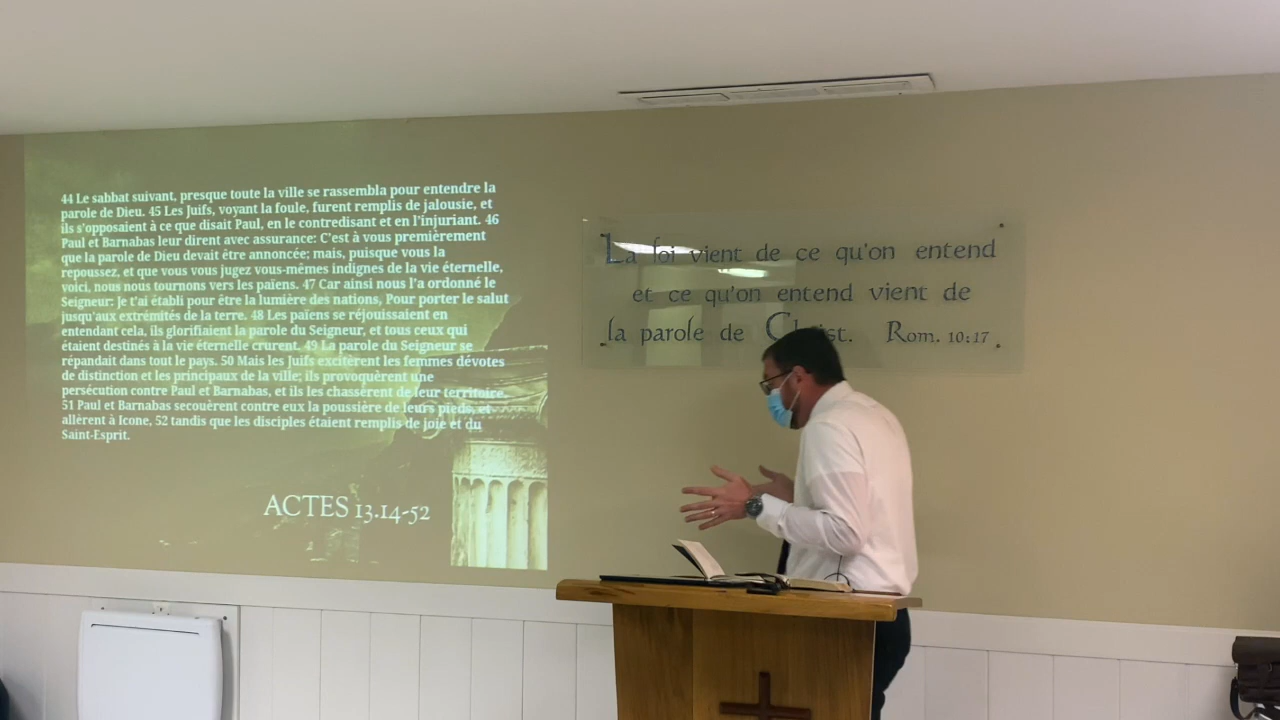 44 Le sabbat suivant, presque toute la ville se rassembla pour entendre la
parole de Dieu. 45 Les Juifs, voyant la foule, furent remplis de jalousie, et
ils s'opposaient à ce que disait Paul, en le contredisant et en l'injuriant. 46
Paul et Barnabas leur dirent avec assurance: C'est à vous premièrement
que la parole de Dieu devait être annoncée; mais, puisque vous la
repoussez, et que vous vous jugez vous-mêmes indignes de la vie éternelle,
voici, nous nous tournons vers les païens. 47 Car ainsi nous l'a ordonné le
Seigneur: Je t'ai établi pour être la lumière des nations, Pour porter le salut
jusqu'aux extrémités de la terre. 48 Les païens se réjouissaient en
entendant cela, ils glorifiaient la parole du Seigneur, et tous ceux qui
étaient destinés à la vie éternelle crurent. 49 La parole du Seigneur se
répandait dans tout le pays. 50 Mais les Juifs excitèrent les femmes dévotes
de distinction et les principaux de la ville; ils provoquèrent une
persécution contre Paul et Barnabas, et ils les chassèrent de leur territoire.
51 Paul et Barnabas secouèrent contre eux la poussière de leurs pieds, et
allèrent à Icone, 52 tandis que les disciples étaient remplis de joie et du
Saint-Esprit.
ACTES 13.14-52
La foi vient de ce qu'on entend
et ce qu'on entend vient de
la parole de Christ. Rom. 10:17